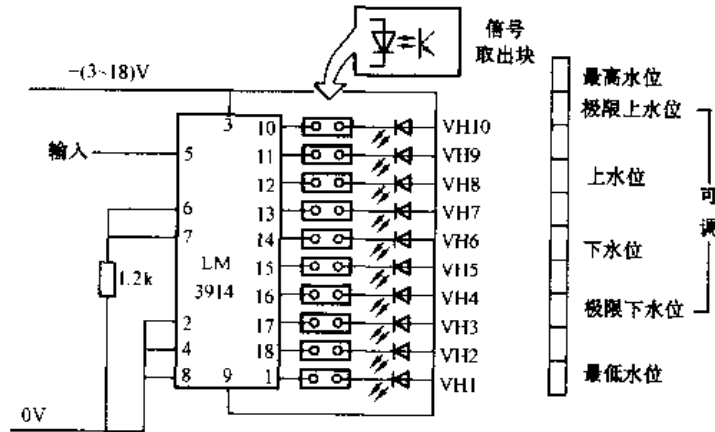 信号
取出块
-(3~18)V
输入
3
5
6
7
2
4
8
9
LM
3914
1.2k
0V
10
11
12
13
14
15
16
17
18
1
VH10
VH9
VH8
VH7
VH6
VH5
VH4
VH3
VH2
VH1
最高水位
极限上水位
上水位
下水位
极限下水位
最低水位
可
调